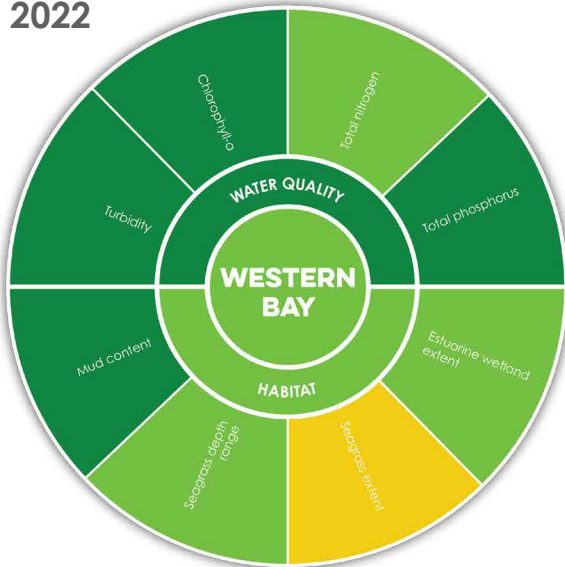 2022
Chlorophyll-a
Total nitrogen
Turbidity
WATER QUALITY
Total phosphorus
WESTERN
BAY
Mud content
Estuarine wetland
extent
HABITAT
Seagrass depth
range
Seagrass extent